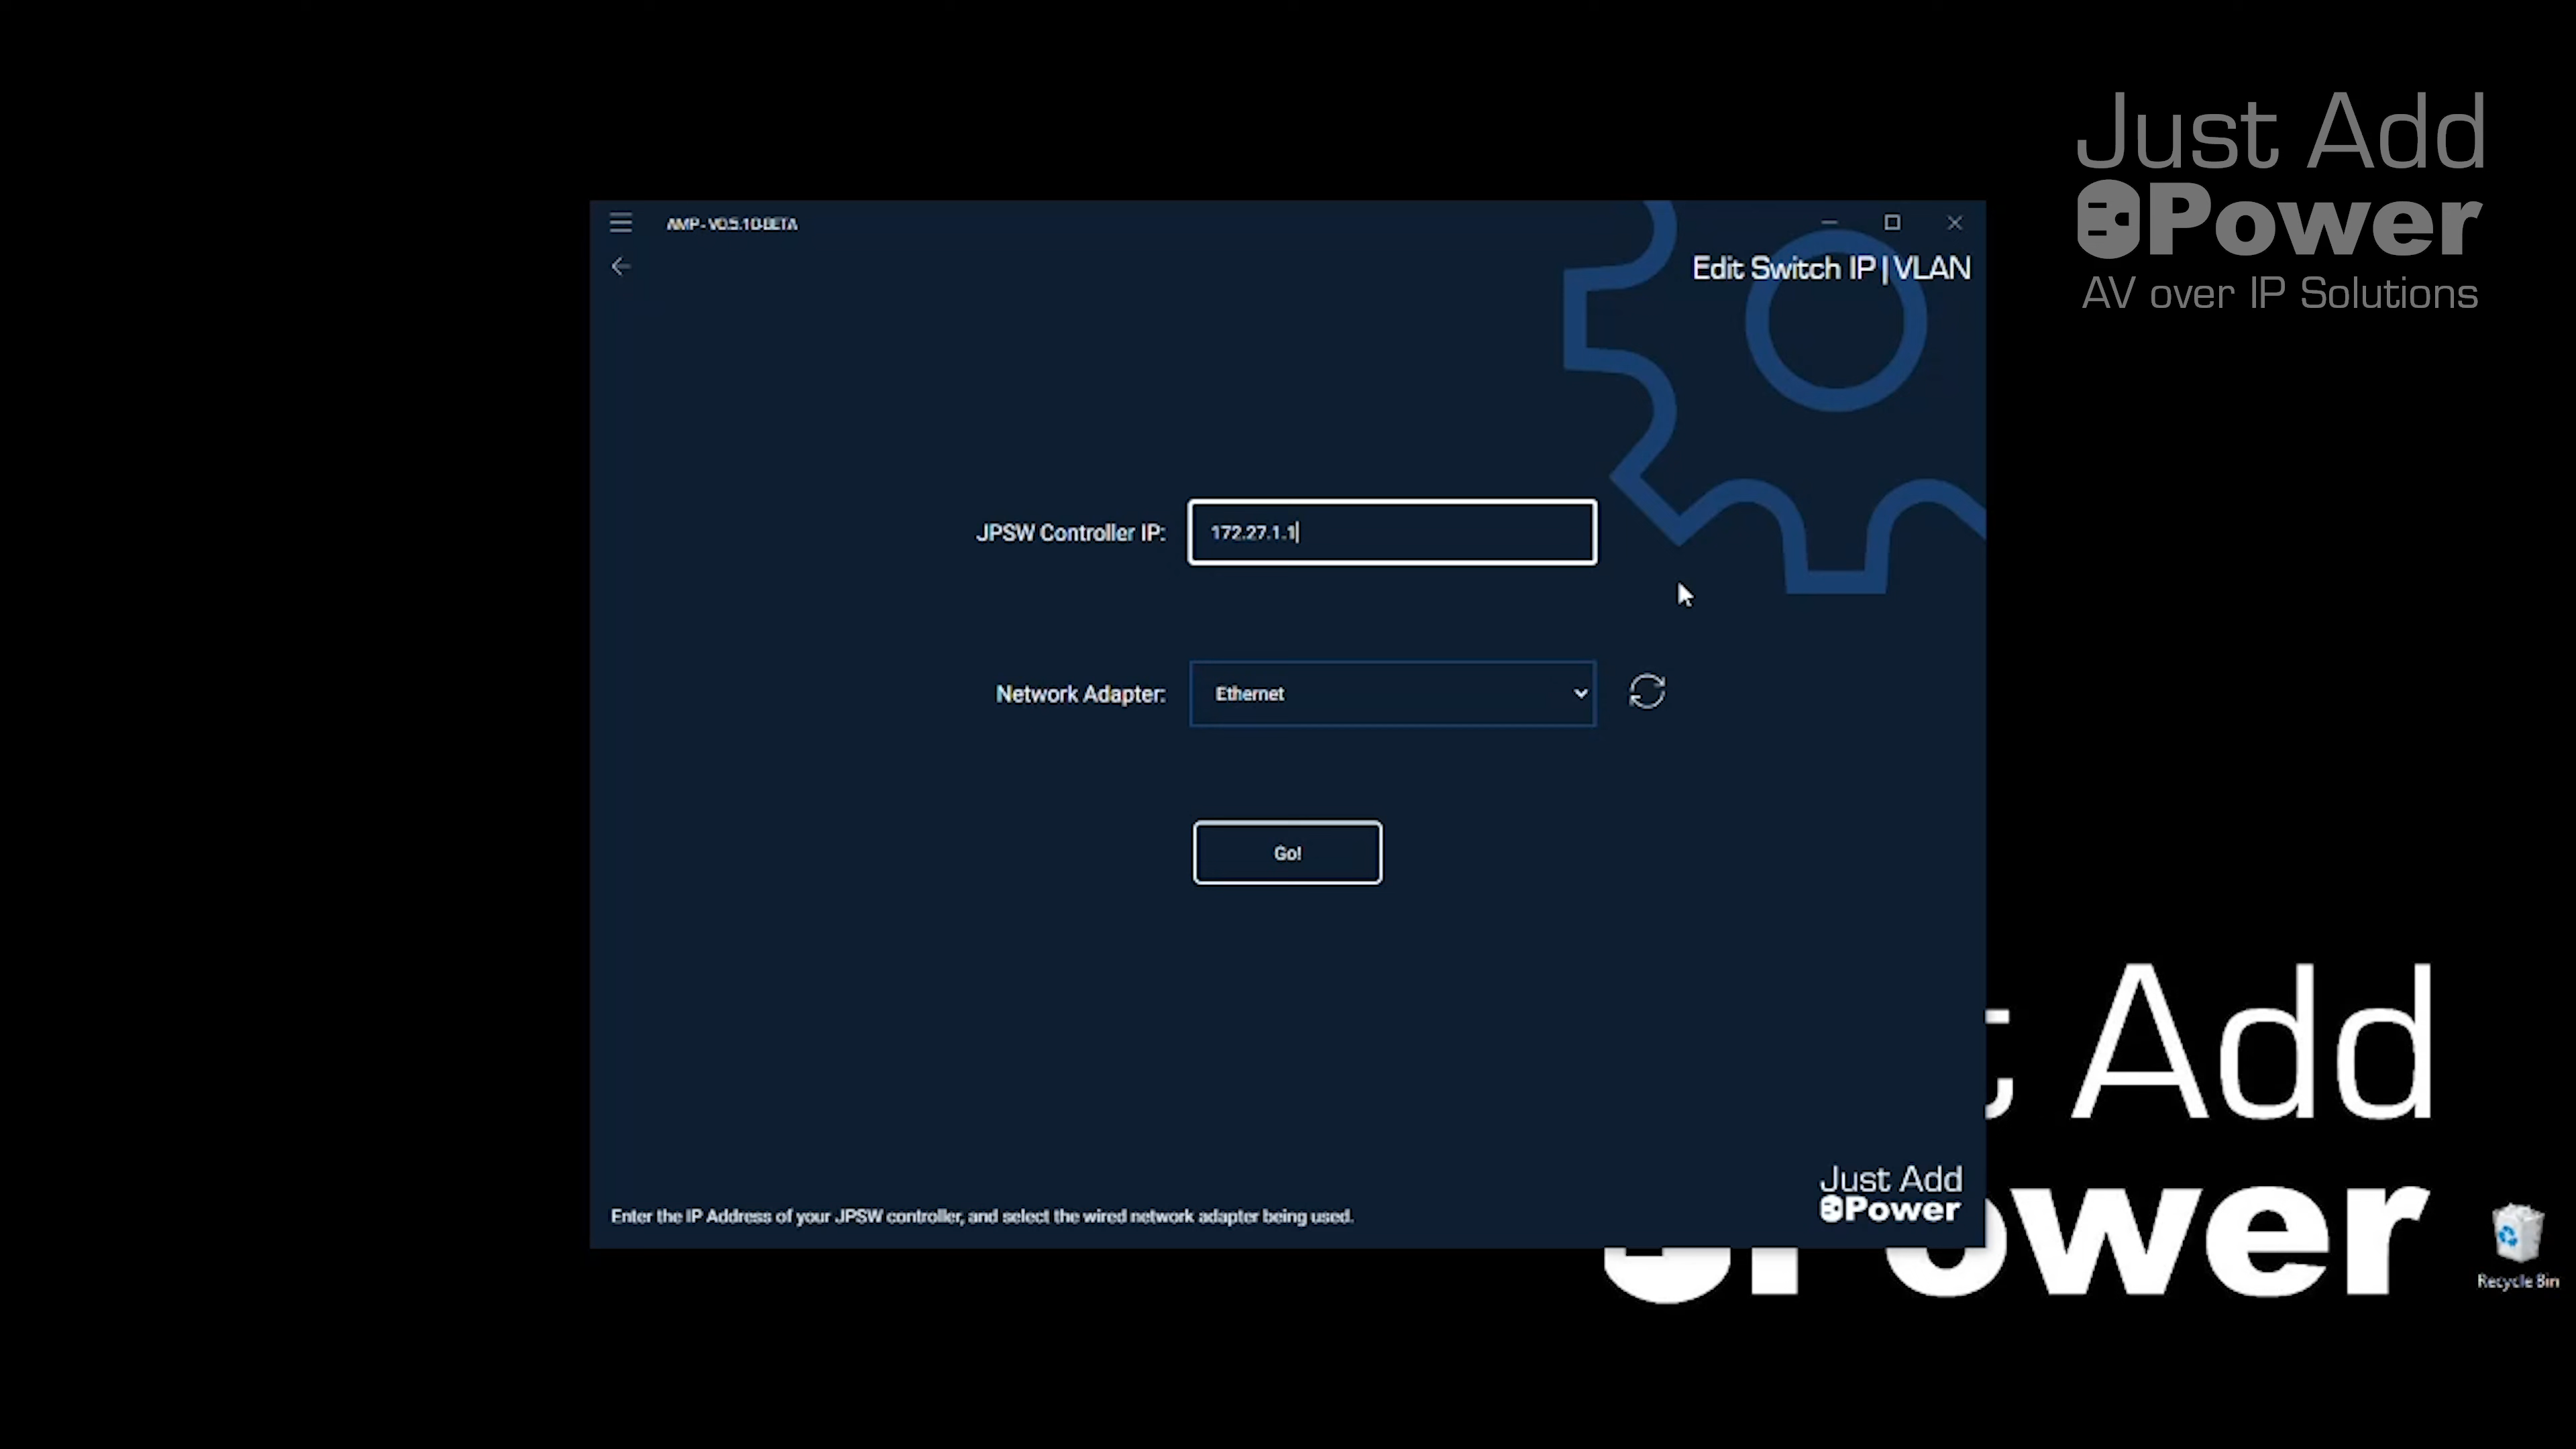 Just Add
Power
AV over IP Solutions
AMP - V0.5.10-BETA
Edit Switch IP | VLAN
JPSW Controller IP:
172.27.1.1
Network Adapter:
Ethernet
Go!
Enter the IP Address of your JPSW controller, and select the wired network adapter being used.
Just Add
Power
t Add
Power
Recycle Bin